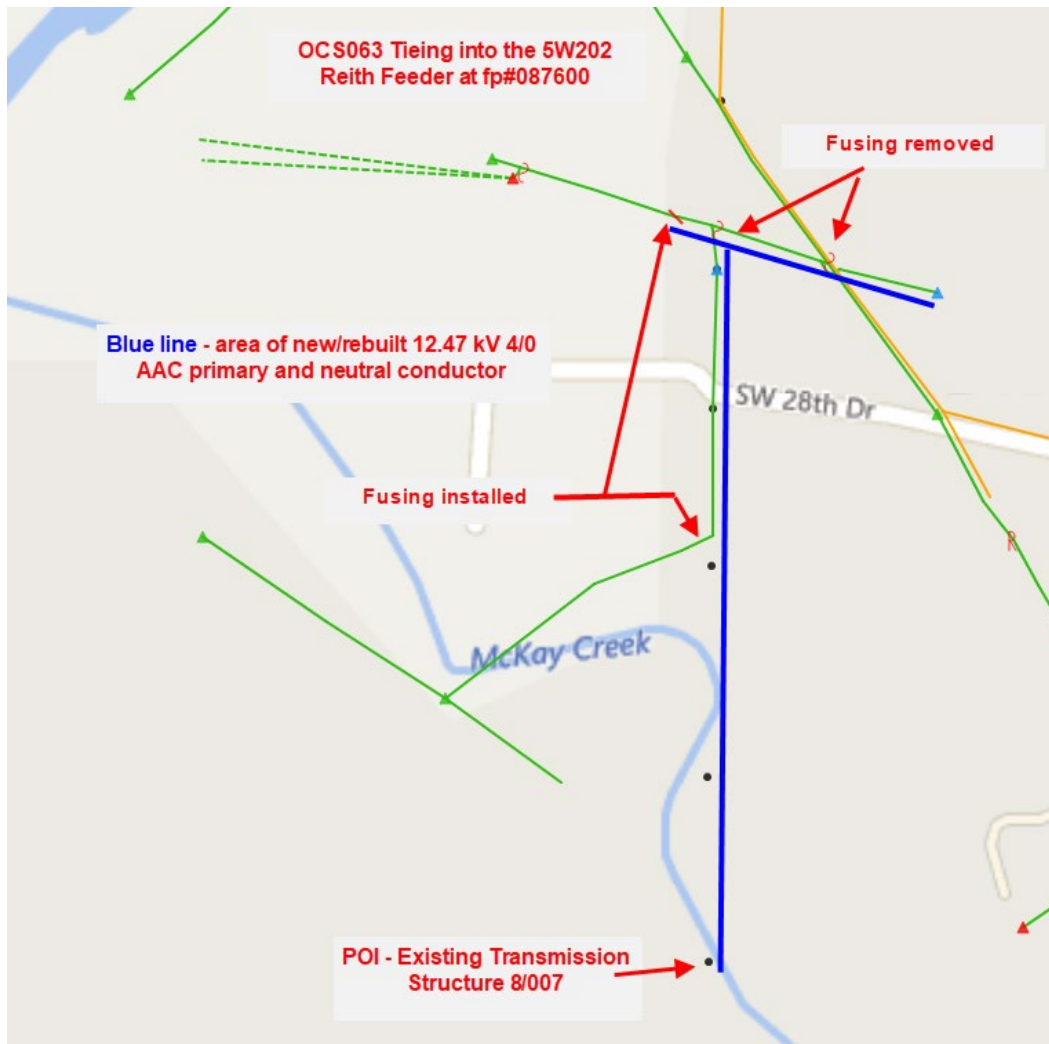 OCS063 Tieing into the 5W202
Reith Feeder at fp#087600
Fusing removed
Blue line - area of new/rebuilt 12.47 kV 4/0
AAC primary and neutral conductor
SW 28th Dr
Fusing installed
R
McKay Creek
POI - Existing Transmission
Structure 8/007